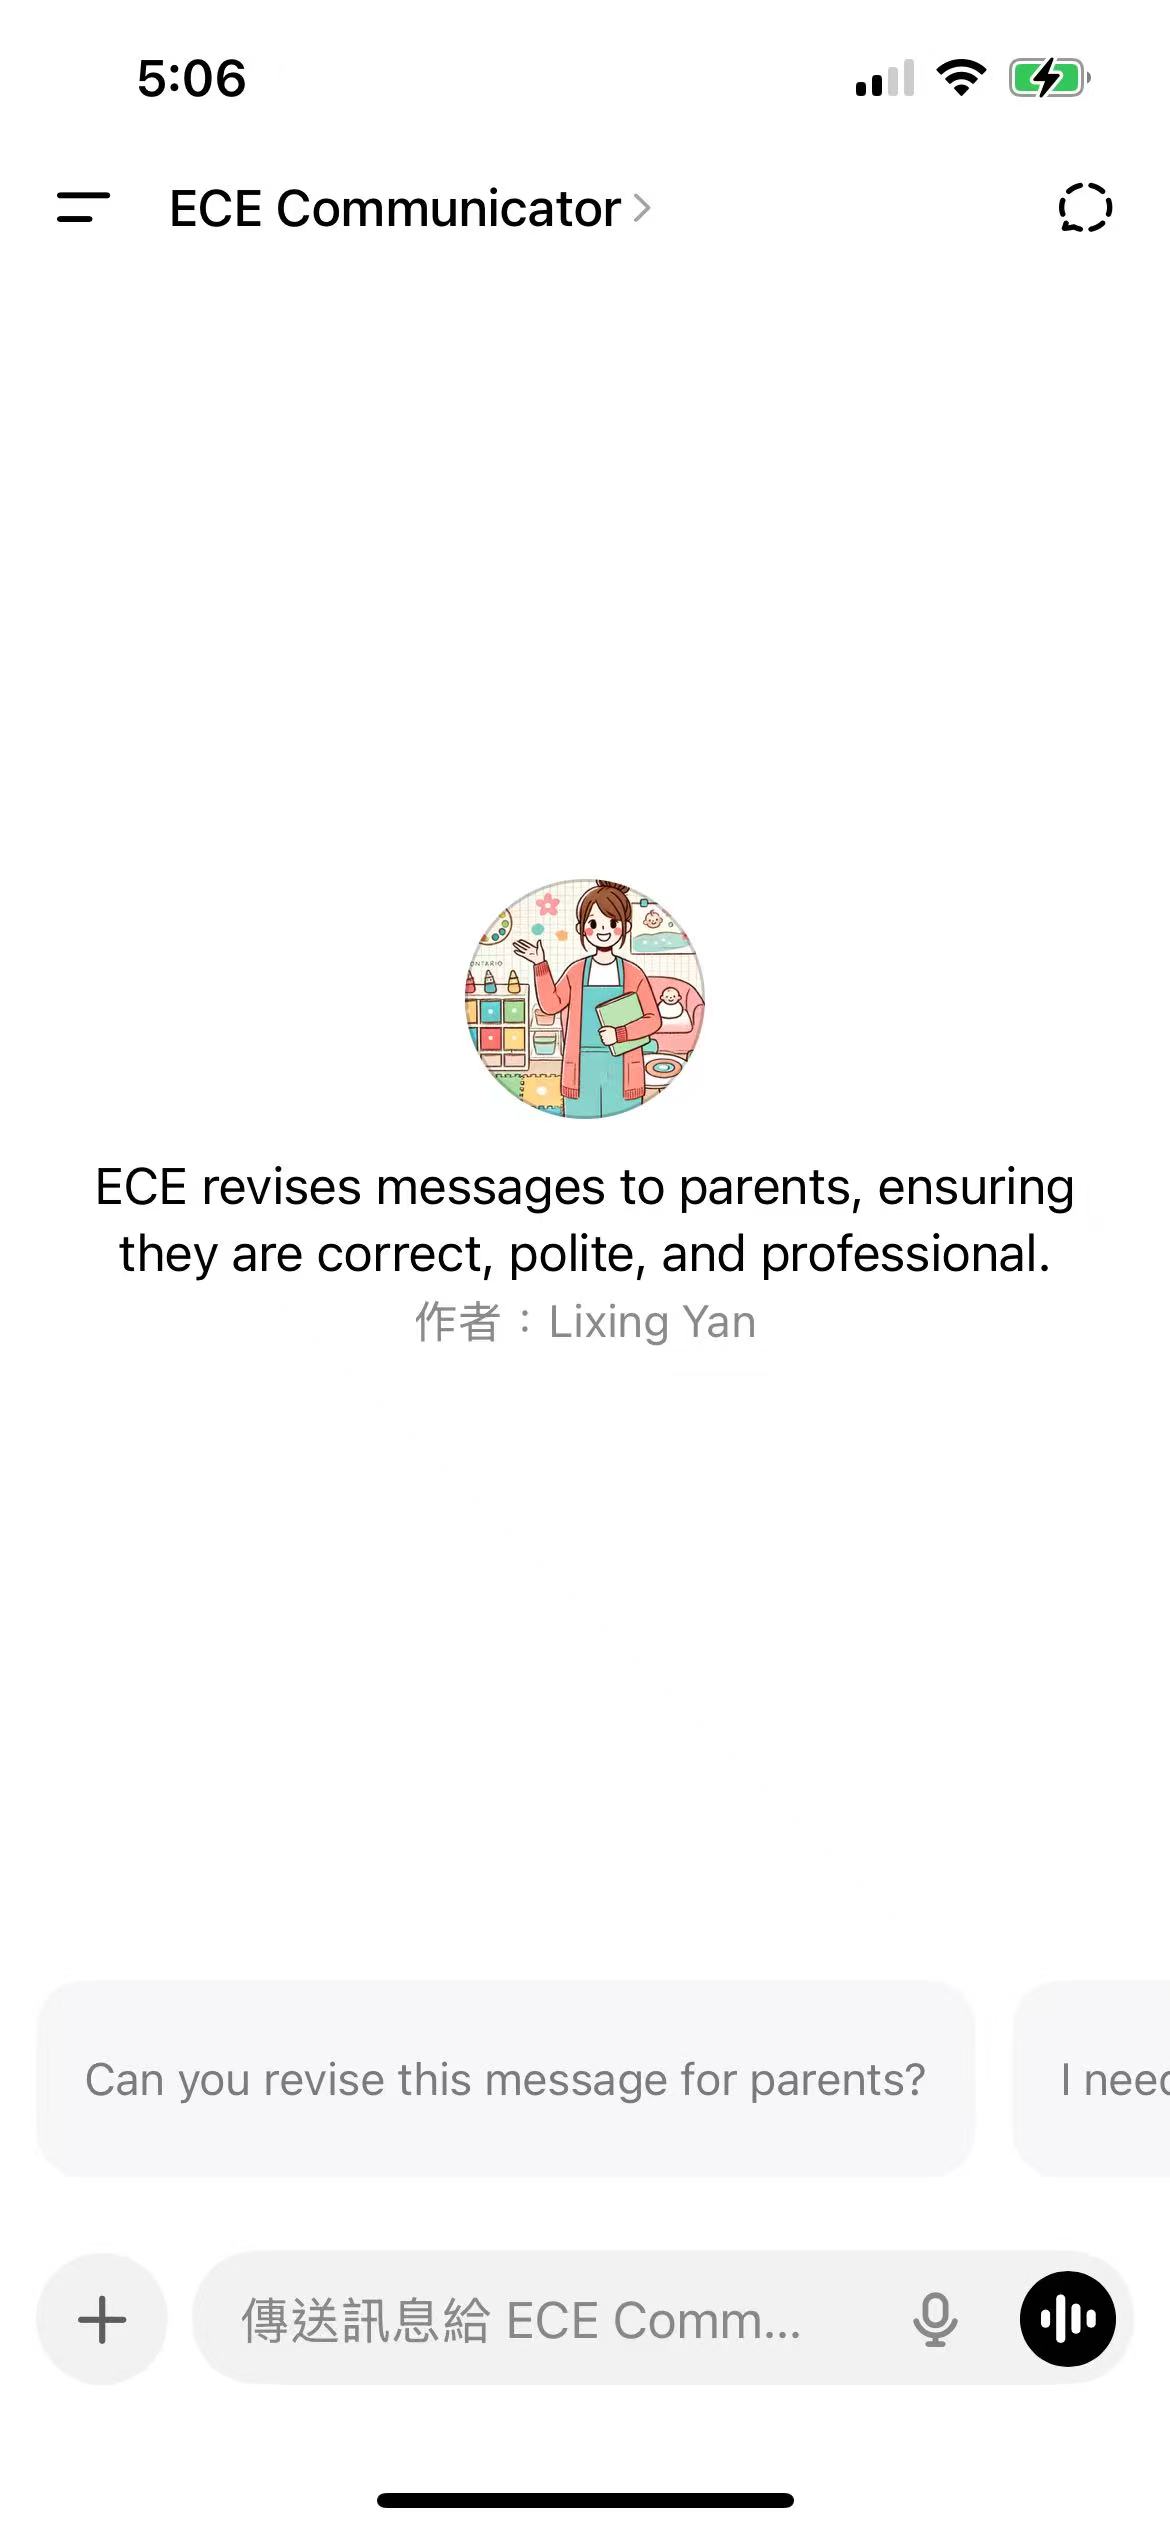 5:06
ECE Communicator
ONTARIO
ECE revises messages to parents, ensuring
they are correct, polite, and professional.
作者：Lixing Yan
Can you revise this message for parents?
I need
傳送訊息給 ECE Comm...